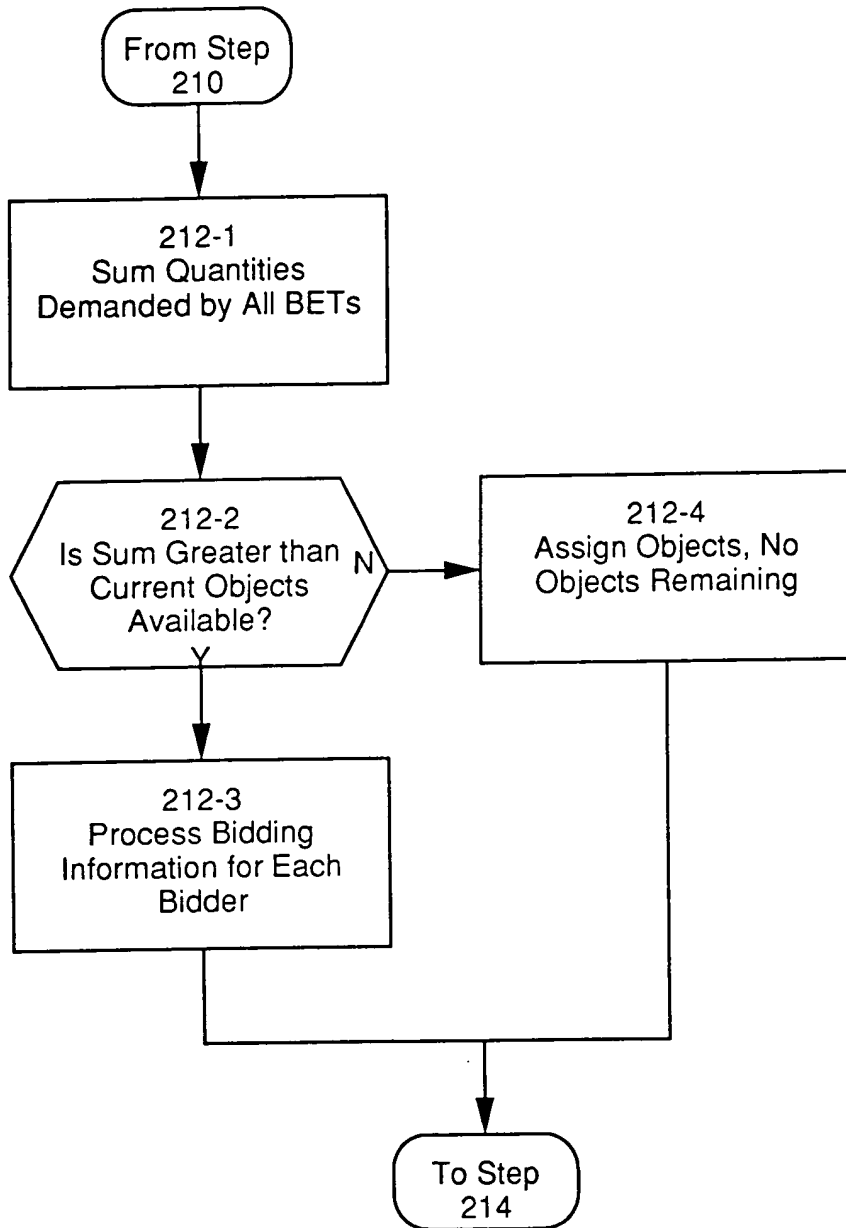 From Step
210
212-1
Sum Quantities
Demanded by All BETs
212-2
Is Sum Greater than
Current Objects
Available?
N
Y
212-4
Assign Objects, No
Objects Remaining
212-3
Process Bidding
Information for Each
Bidder
To Step
214